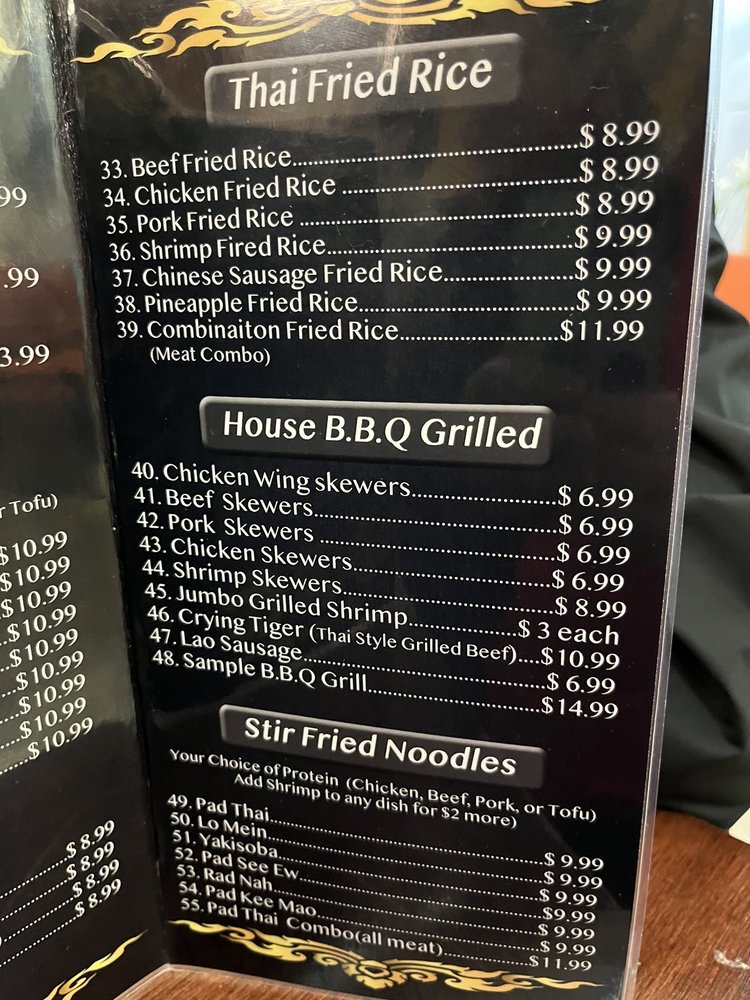 99
.99
3.99
r Tofu)
$10.99
$10.99
$10.99
$10.99
$10.99
$10.99
$10.99
$10.99
$10.99
$8.99
$8.99
$8.99
$8.99
Thai Fried Rice
33. Beef Fried Rice $ 8.99
34. Chicken Fried Rice $ 8.99
35. Pork Fried Rice $ 8.99
36. Shrimp Fired Rice $ 9.99
37. Chinese Sausage Fried Rice $ 9.99
38. Pineapple Fried Rice $ 9.99
39. Combinaiton Fried Rice $11.99
(Meat Combo)
House B.B.Q Grilled
40. Chicken Wing skewers $ 6.99
41. Beef Skewers $ 6.99
42. Pork Skewers $ 6.99
43. Chicken Skewers $ 6.99
44. Shrimp Skewers $ 8.99
45. Jumbo Grilled Shrimp $ 3 each
46. Crying Tiger (Thai Style Grilled Beef) $10.99
47. Lao Sausage $ 6.99
48. Sample B.B.Q Grill $14.99
Stir Fried Noodles
Your Choice of Protein (Chicken, Beef, Pork, or Tofu)
Add Shrimp to any dish for $2 more)
49. Pad Thai $ 9.99
50. Lo Mein $ 9.99
51. Yakisoba $ 9.99
52. Pad See Ew $9.99
53. Rad Nah $ 9.99
54. Pad Kee Mao $ 9.99
55. Pad Thai Combo(all meat) $11.99